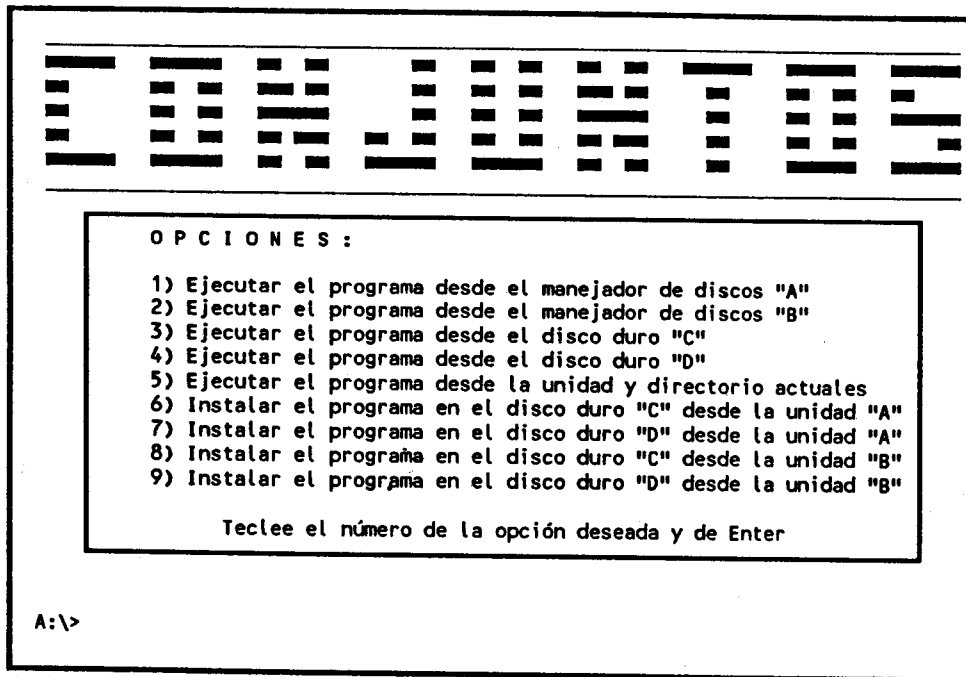 CONJUNTOS
O P C I O N E S :
1) Ejecutar el programa desde el manejador de discos "A"
2) Ejecutar el programa desde el manejador de discos "B"
3) Ejecutar el programa desde el disco duro "C"
4) Ejecutar el programa desde el disco duro "D"
5) Ejecutar el programa desde la unidad y directorio actuales
6) Instalar el programa en el disco duro "C" desde la unidad "A"
7) Instalar el programa en el disco duro "D" desde la unidad "A"
8) Instalar el programa en el disco duro "C" desde la unidad "B"
9) Instalar el programa en el disco duro "D" desde la unidad "B"
Teclee el número de la opción deseada y de Enter
A:\>